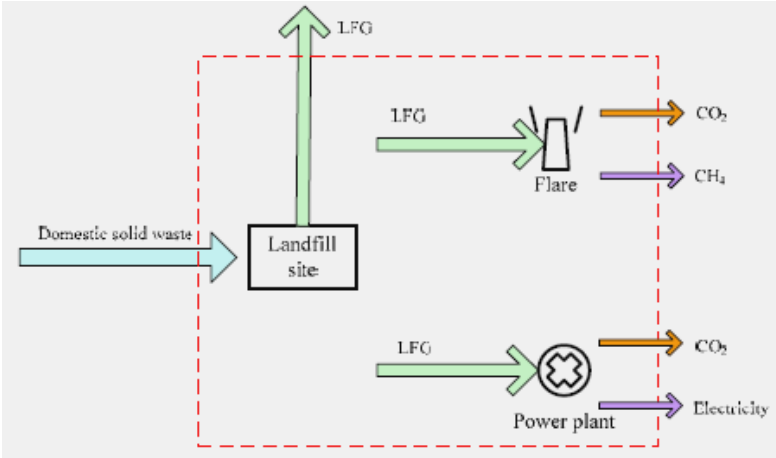 LFG
LFG
CO₂
Flare
CH₄
Domestic solid waste
Landfill
site
LFG
CO₂
Power plant
Electricity